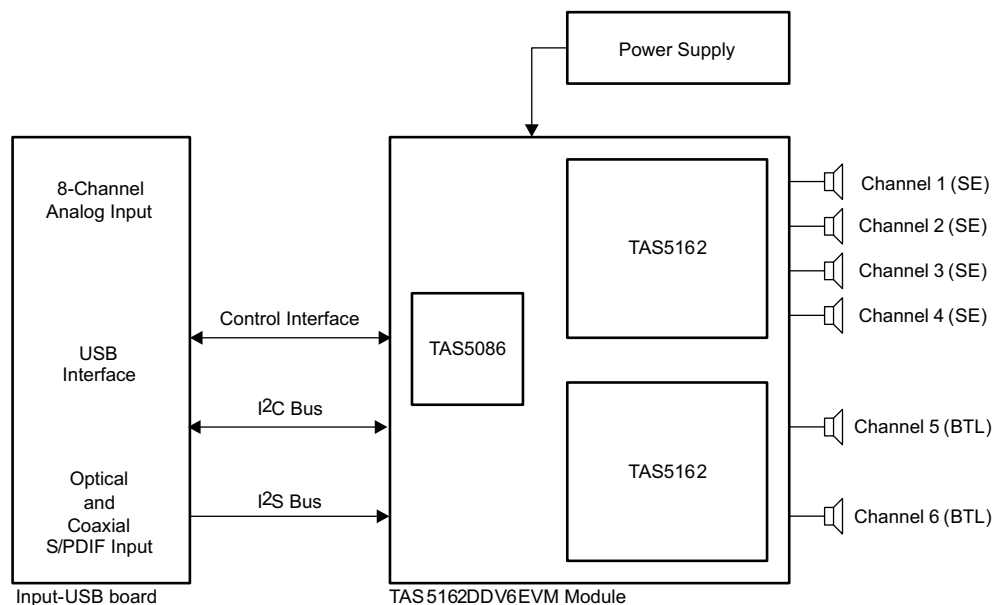 Power Supply
8-Channel
Analog Input
USB
Interface
Optical
and
Coaxial
S/PDIF Input
Input-USB board
Control Interface
I2C Bus
I2S Bus
TAS5086
TAS5162
TAS5162
TAS5162DDV6EVM Module
Channel 1 (SE)
Channel 2 (SE)
Channel 3 (SE)
Channel 4 (SE)
Channel 5 (BTL)
Channel 6 (BTL)